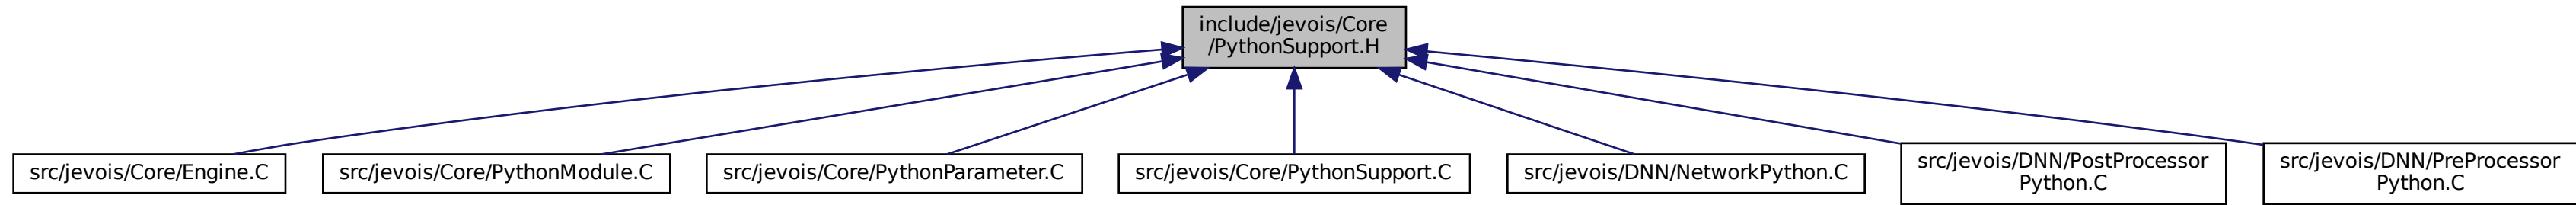 include/jevois/Core
/PythonSupport.H
src/jevois/Core/Engine.C
src/jevois/Core/PythonModule.C
src/jevois/Core/PythonParameter.C
src/jevois/Core/PythonSupport.C
src/jevois/DNN/NetworkPython.C
src/jevois/DNN/PostProcessor
Python.C
src/jevois/DNN/PreProcessor
Python.C